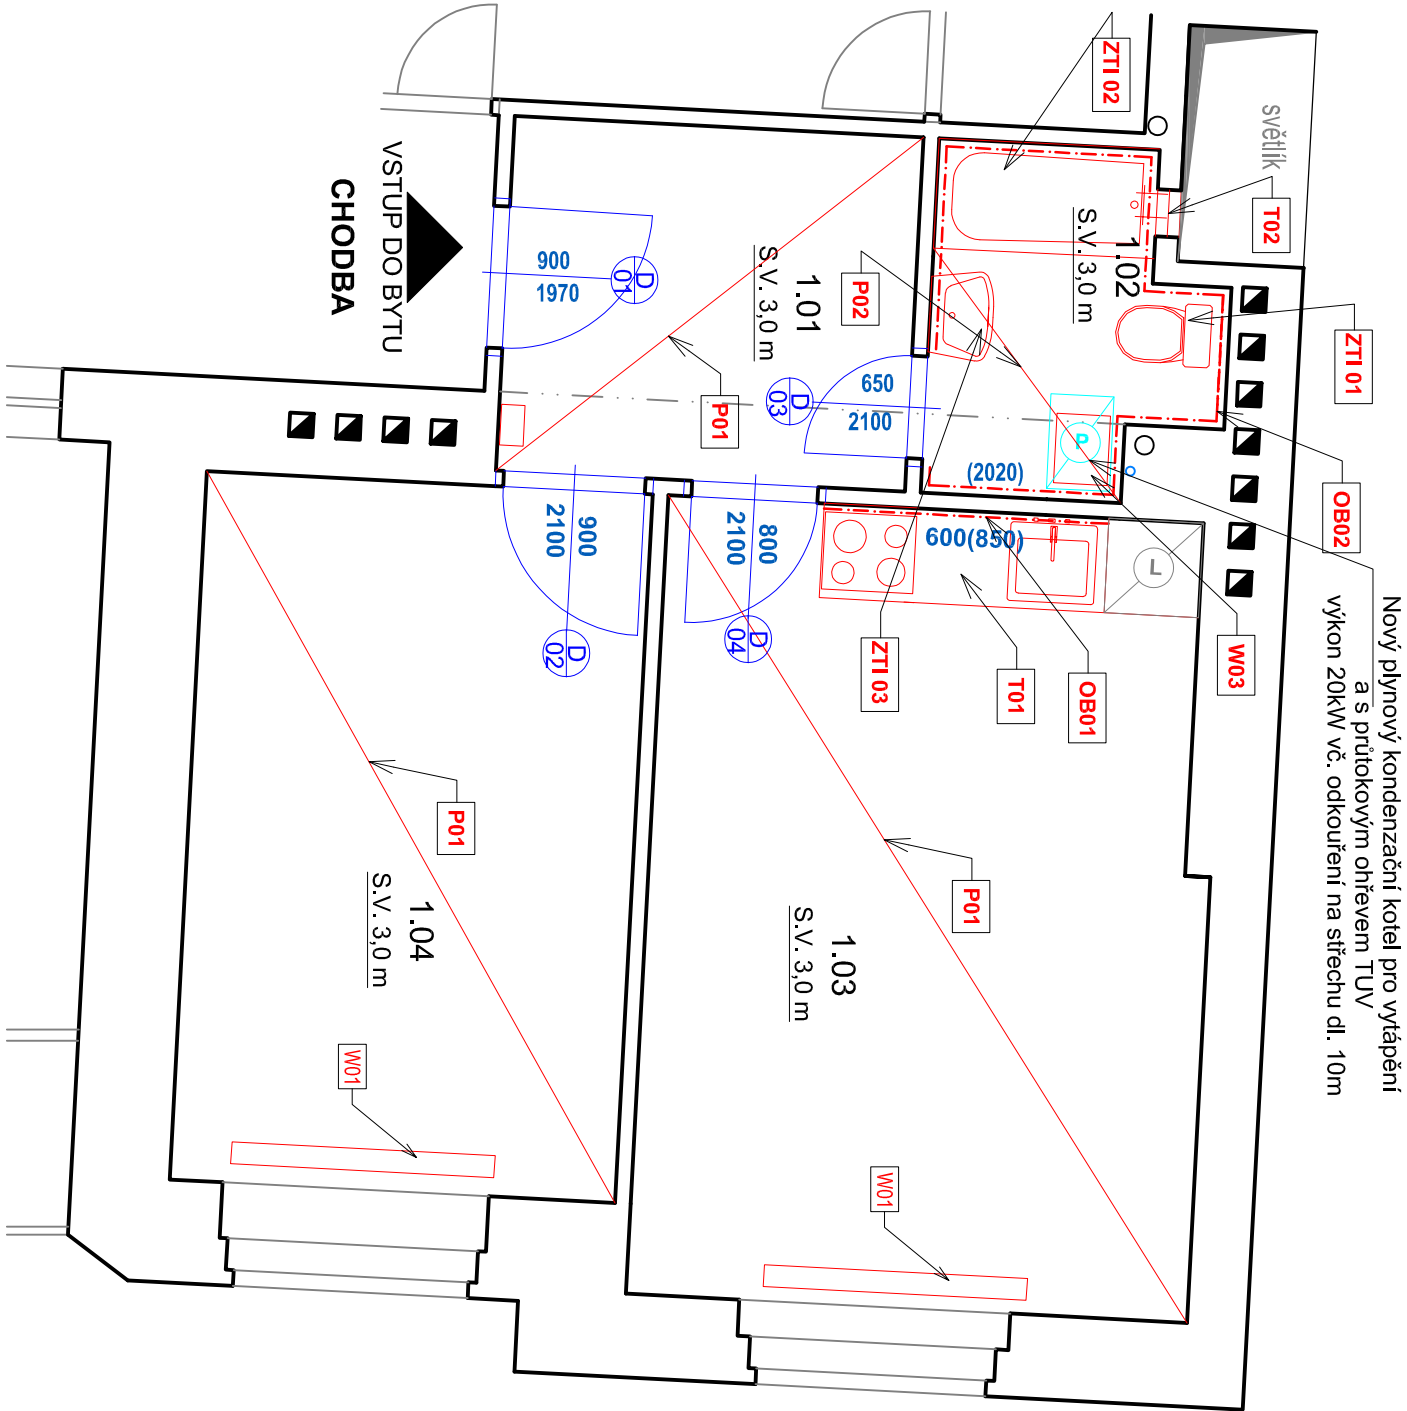 ZTI 02
světlík
T02
VSTUP DO BYTU
CHODBA
900
1970
D
01
1.01
S.V. 3,0 m
P02
1.02
S.V. 3,0 m
ZTI 01
P01
D
03
650
2100
(2020)
P
OB02
900
2100
D
02
800
2100
D
04
600(850)
L
ZTI 03
T01
OB01
W03
Nový plynový kondenzační kotel pro vytápění
a s průtokovým ohřevem TUV
výkon 20kW vč. odkouření na střechu dl. 10m
P01
1.04
S.V. 3,0 m
P01
1.03
S.V. 3,0 m
W01
W01